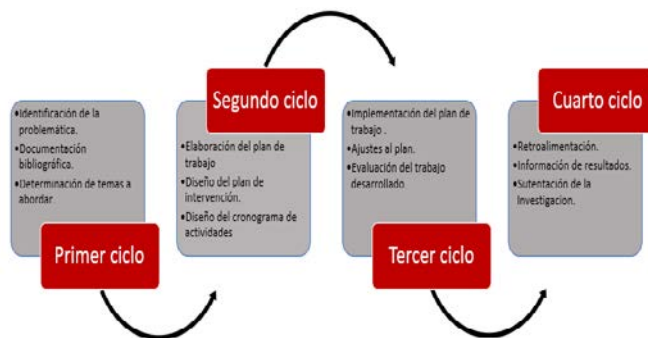 •Identificación de la
problemática.
•Documentación
bibliográfica.
•Determinación de temas a
abordar.
Primer ciclo
Segundo ciclo
•Elaboración del plan de
trabajo
•Diseño del plan de
intervención.
•Diseño del cronograma de
actividades
•Implementación del plan de
trabajo .
•Ajustes al plan.
•Evaluación del trabajo
desarrollado
Tercer ciclo
Cuarto ciclo
•Retroalimentación.
•Información de resultados.
•Sutentación de la
Investigacion.